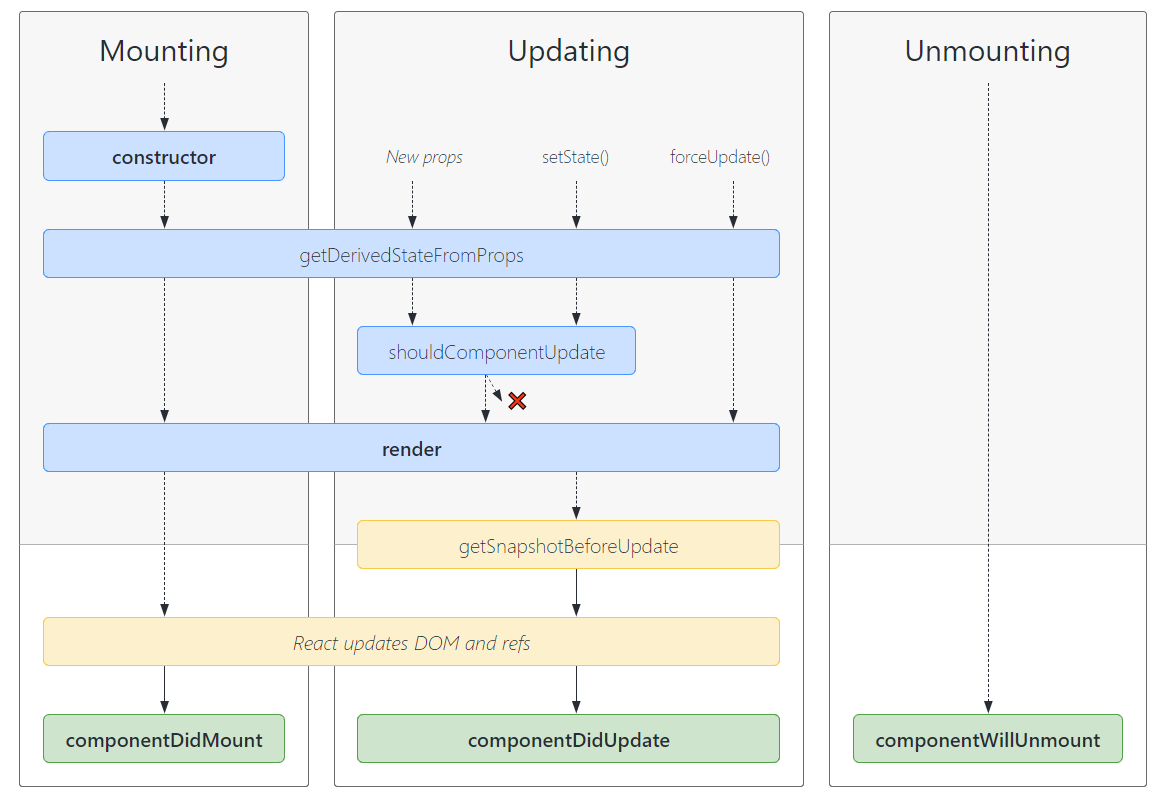 Mounting
Updating
Unmounting
constructor
New props
setState()
forceUpdate()
getDerivedStateFromProps
shouldComponentUpdate
render
getSnapshotBeforeUpdate
React updates DOM and refs
componentDidMount
componentDidUpdate
componentWillUnmount